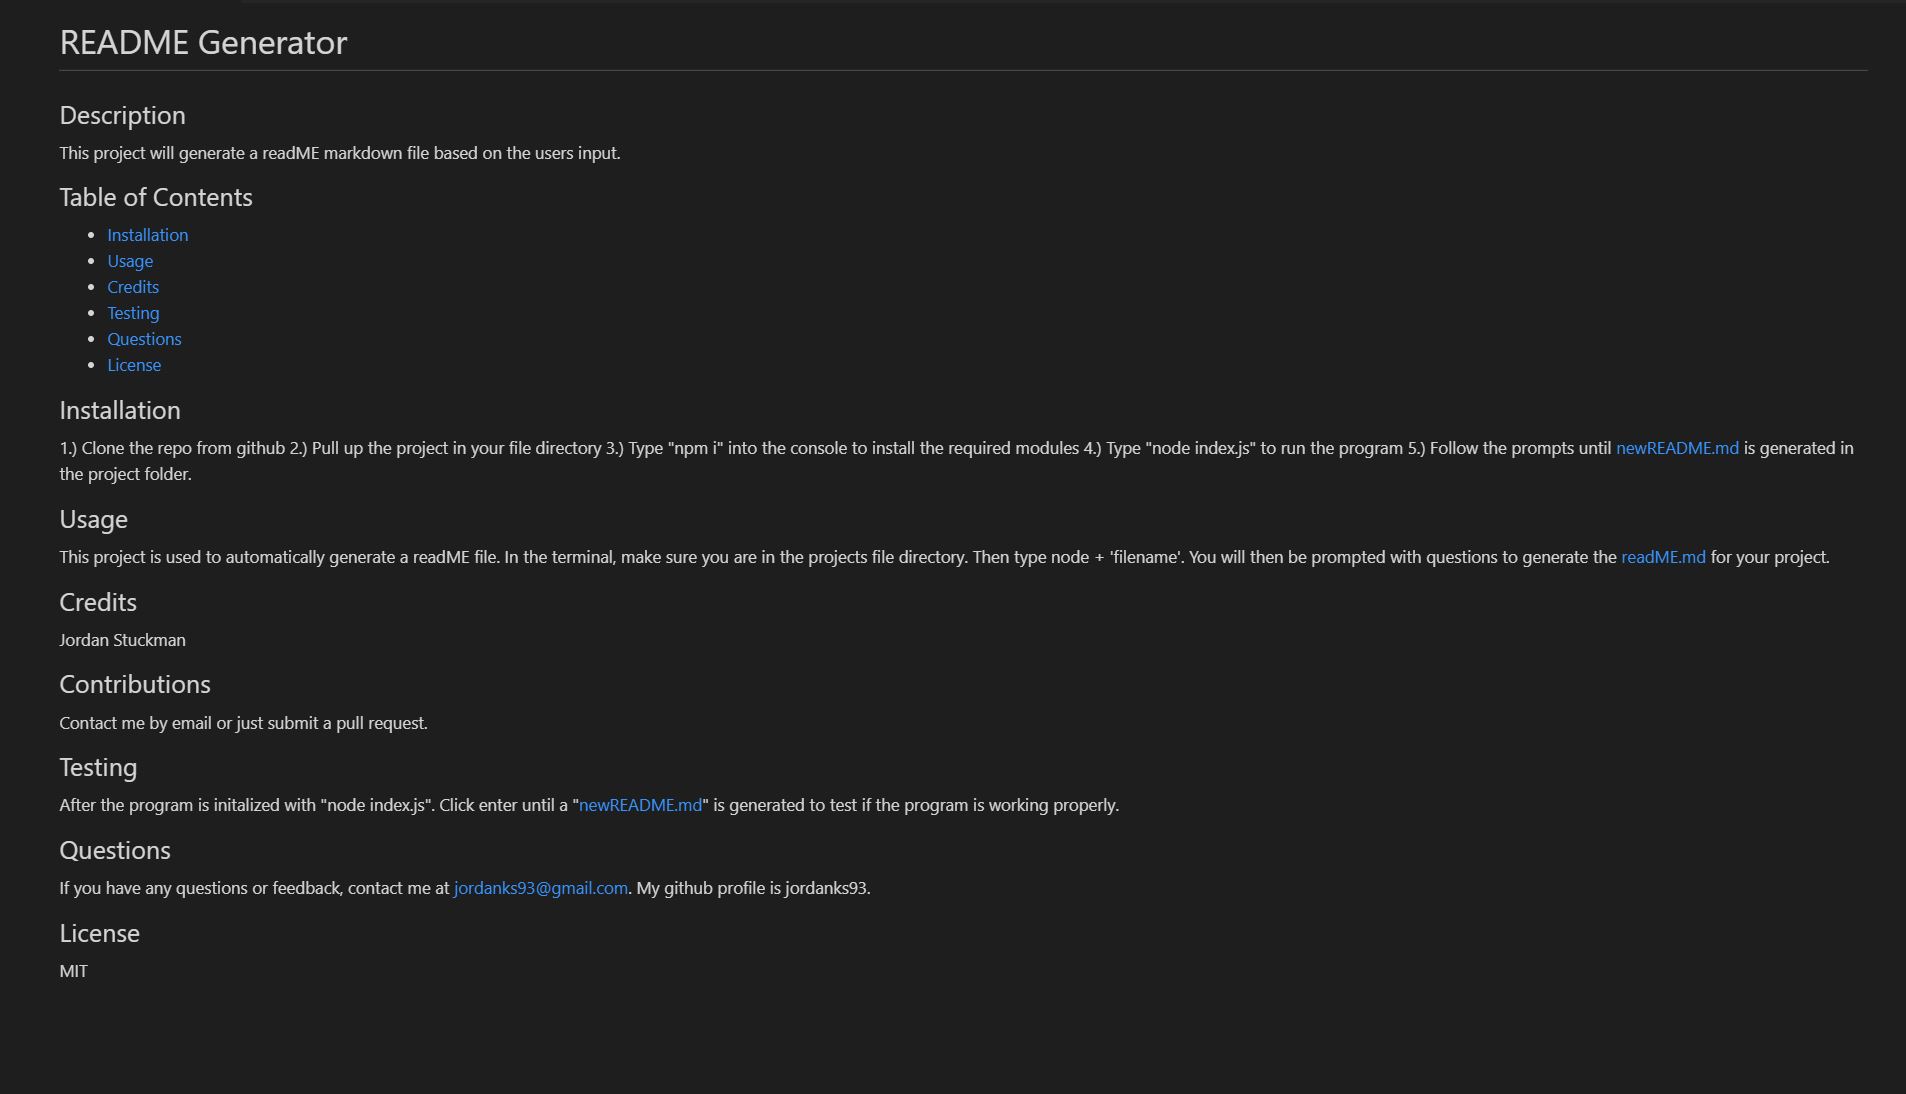 README Generator
Description
This project will generate a readME markdown file based on the users input.
Table of Contents
Installation
Usage
Credits
Testing
Questions
License
Installation
1.) Clone the repo from github 2.) Pull up the project in your file directory 3.) Type "npm i" into the console to install the required modules 4.) Type "node index.js" to run the program 5.) Follow the prompts until newREADME.md is generated in
the project folder.
Usage
This project is used to automatically generate a readME file. In the terminal, make sure you are in the projects file directory. Then type node + 'filename'. You will then be prompted with questions to generate the readME.md for your project.
Credits
Jordan Stuckman
Contributions
Contact me by email or just submit a pull request.
Testing
After the program is initalized with "node index.js". Click enter until a "newREADME.md" is generated to test if the program is working properly.
Questions
If you have any questions or feedback, contact me at jordanks93@gmail.com. My github profile is jordanks93.
License
MIT